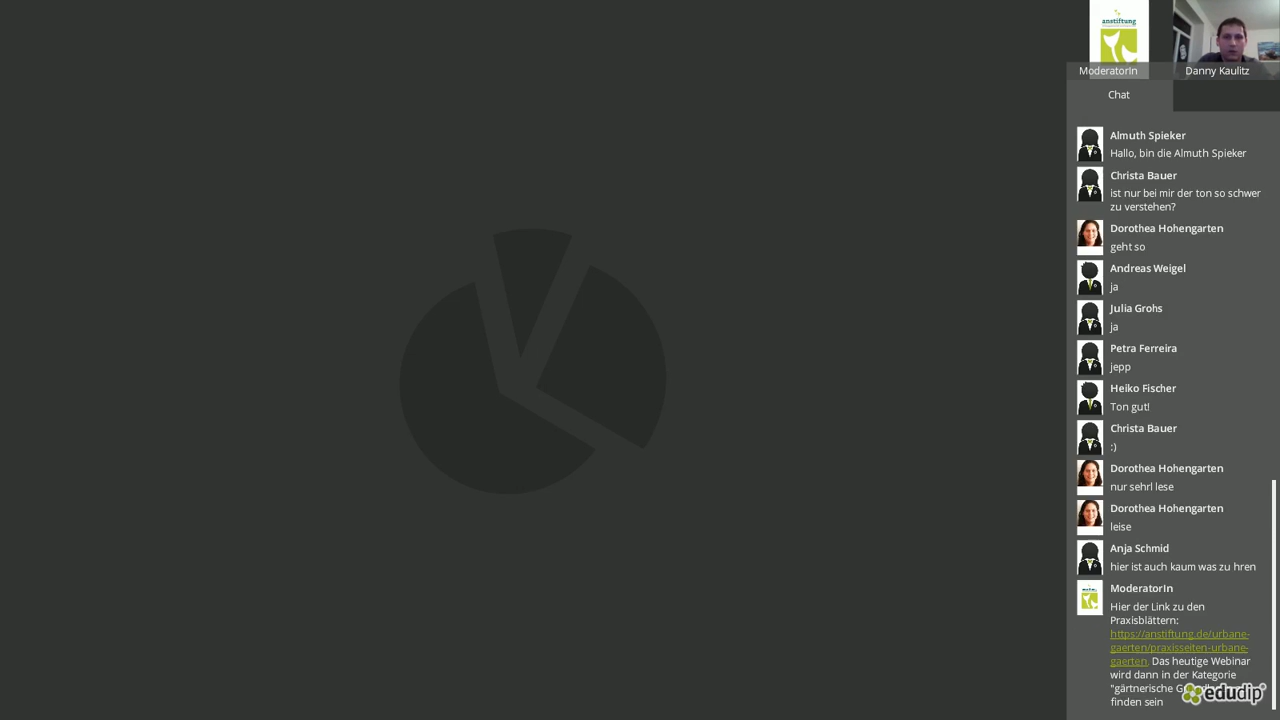 anstiftung
ModeratorIn
Danny Kaulitz
Chat
Almuth Spieker
Hallo, bin die Almuth Spieker
Christa Bauer
ist nur bei mir der ton so schwer
zu verstehen?
Dorothea Hohengarten
geht so
Andreas Weigel
ja
Julia Grohs
ja
Petra Ferreira
jepp
Heiko Fischer
Ton gut!
Christa Bauer
:)
Dorothea Hohengarten
nur sehrl lese
Dorothea Hohengarten
leise
Anja Schmid
hier ist auch kaum was zu hren
ModeratorIn
Hier der Link zu den
Praxisblättern:
https://anstiftung.de/urbane-
gaerten/praxisseiten-urbane-
gaerten. Das heutige Webinar
wird dann in der Kategorie
"gärtnerische
finden sein
edudip